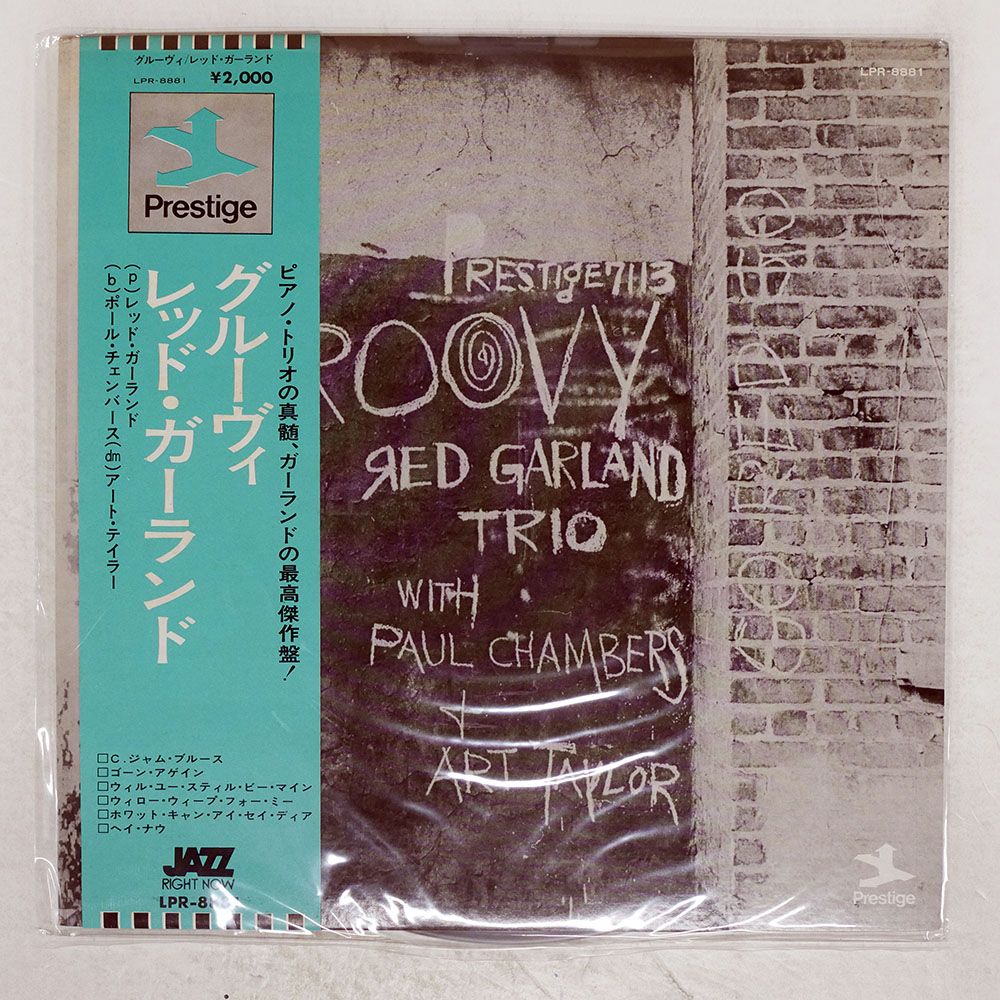 グルーヴィ/レッド・ガーランド
LPR-8881 ¥2,000
Prestige
ピアノ・トリオの真髄、ガーランドの最高傑作盤!
グルーヴィ
レッド・ガーランド
(p)レッド・ガーランド
(b)ポール・チェンバース(dm)アート・テイラー
□C.ジャム・ブルース
□ゴーン・アゲイン
□ウィル・ユー・スティル・ビー・マイン
□ウィロー・ウィープ・フォー・ミー
□ホワット・キャン・アイ・セイ・ディア
□ヘイ・ナウ
JAZZ
RIGHT NOW
LPR-8881
LPR-8881
PRESTIGE 7113
ROOVY
RED GARLAND
TRIO
WITH
PAUL CHAMBERS
+
ART TAYLOR
Prestige